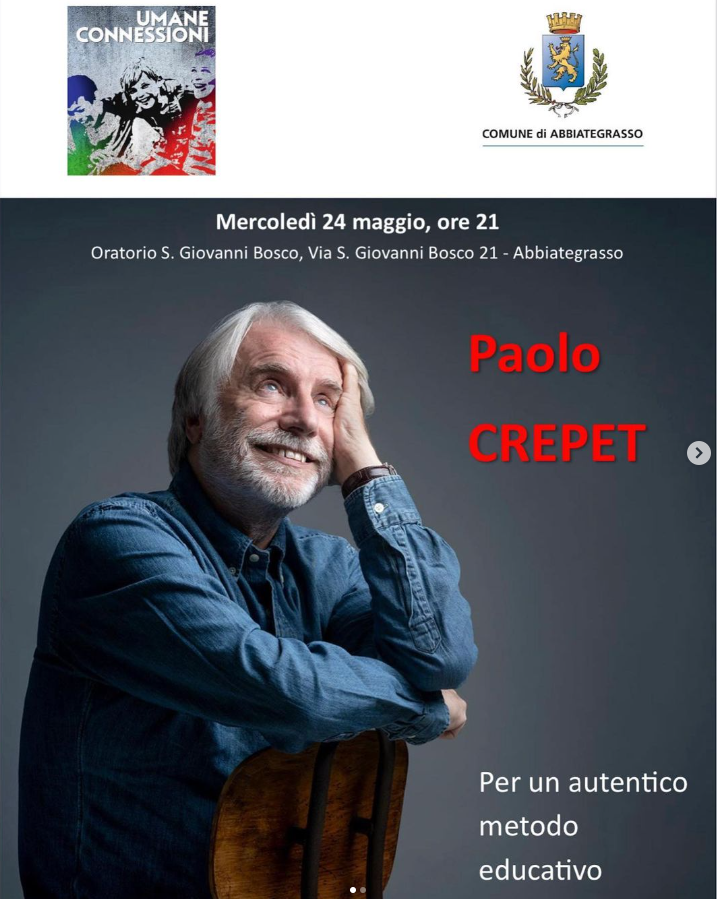 UMANE
CONNESSIONI
COMUNE di ABBIATEGRASSO
Mercoledì 24 maggio, ore 21
Oratorio S. Giovanni Bosco, Via S. Giovanni Bosco 21 - Abbiategrasso
Paolo
CREPET
Per un autentico
metodo
educativo